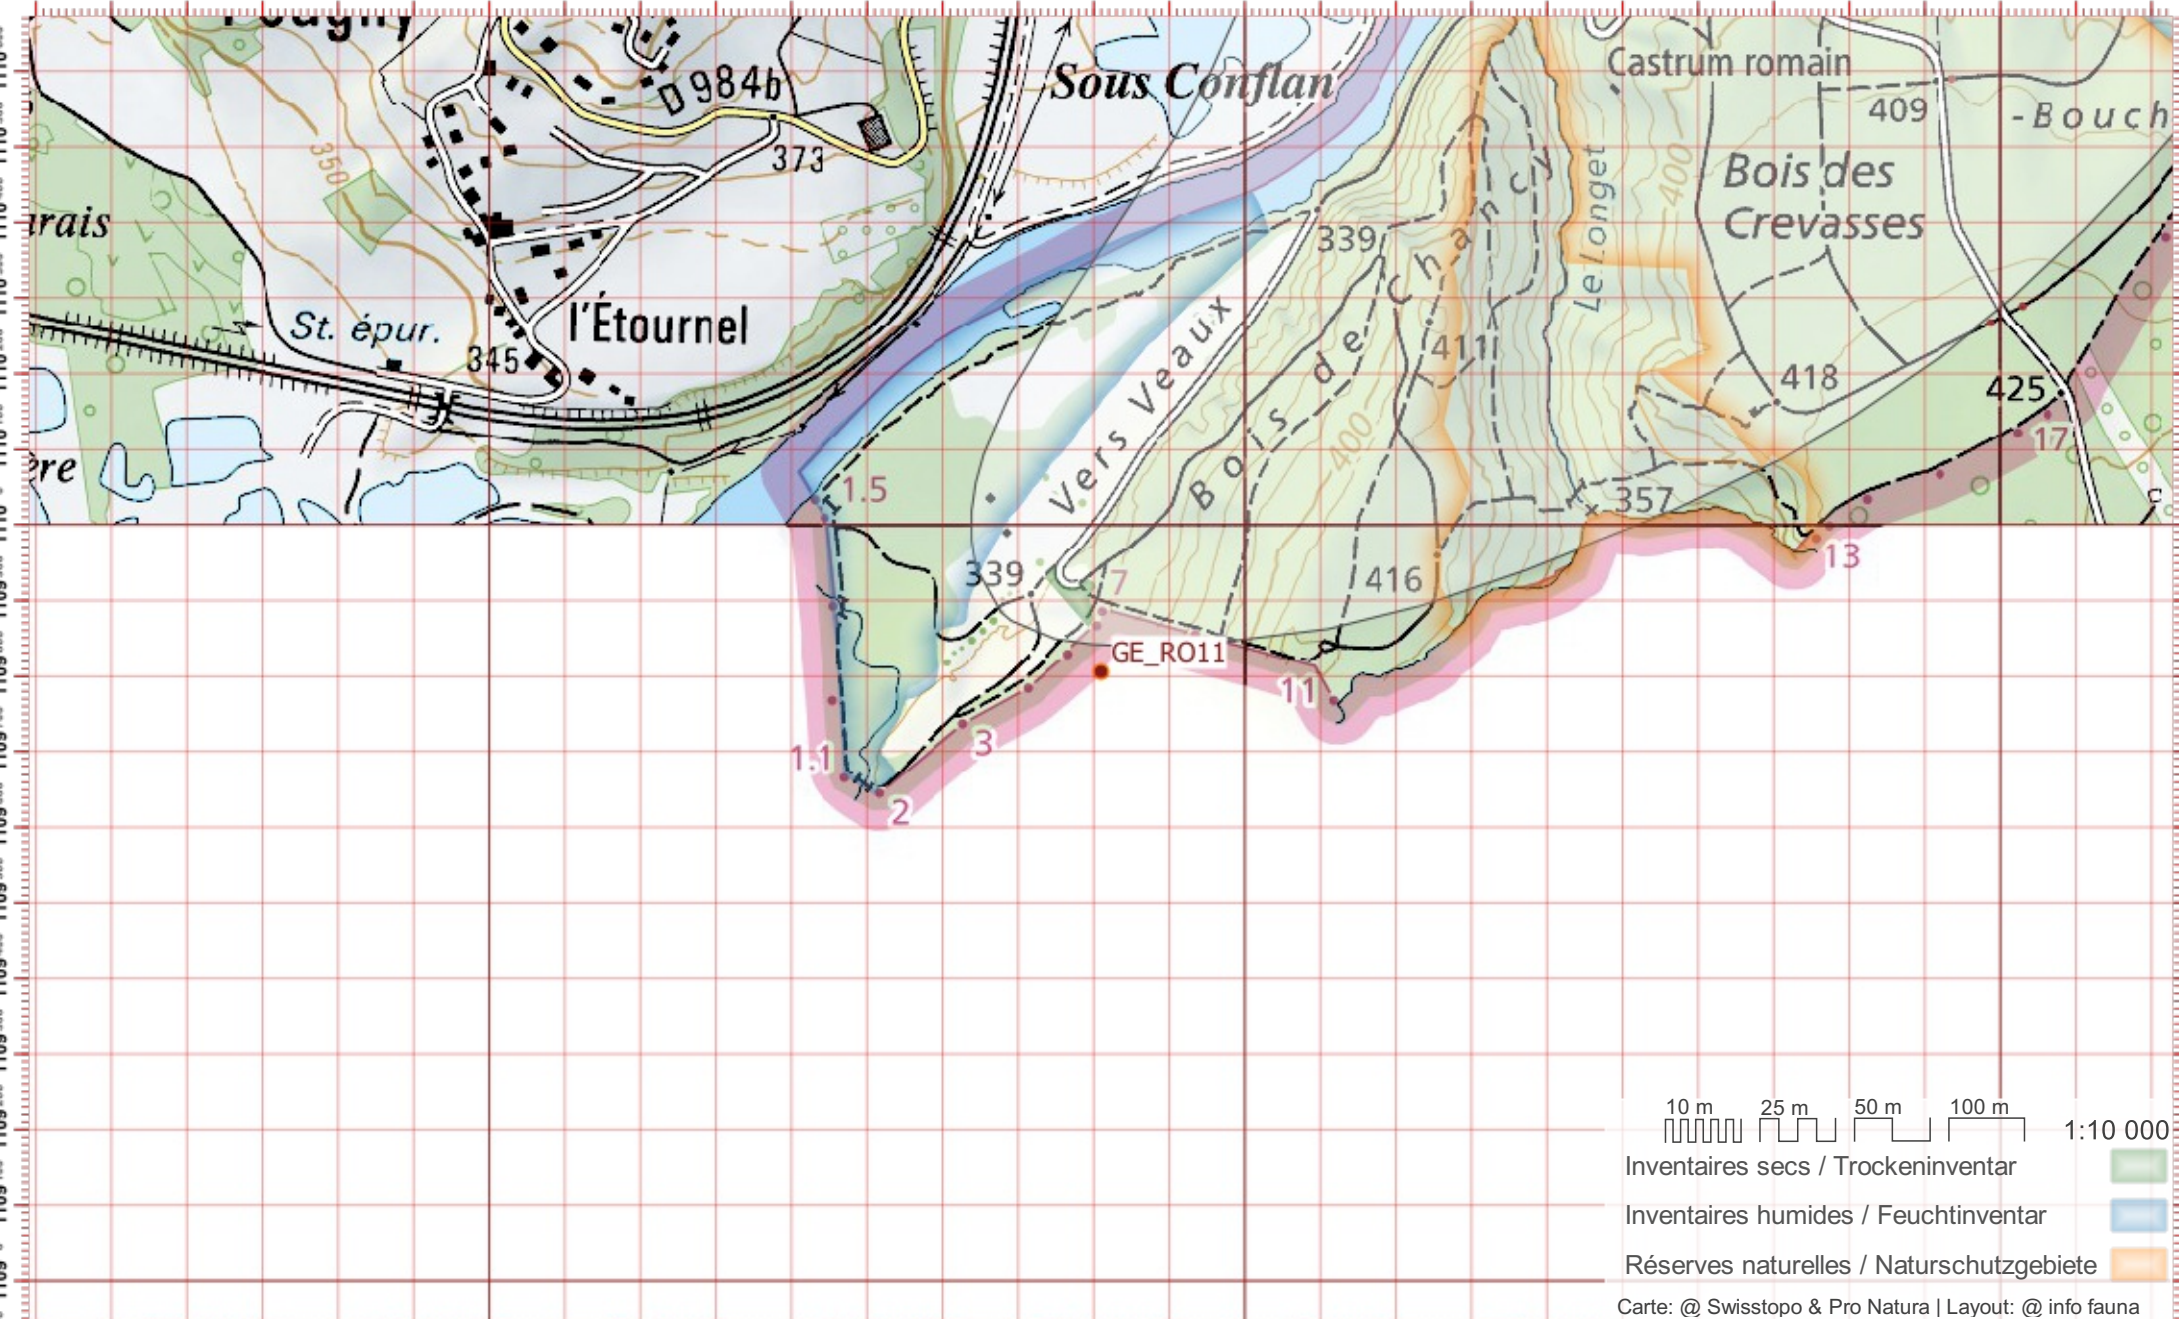 D 984b
373
350
St. épur.
345
l'Étournel
Sous Conflan
Castrum romain
409
-Bouch
Bois des
Crevasses
Le Longet
400
339
Vers Veaux
Bois de Chancy
411
400
418
425
17
357
13
1.5
339
7
416
GE_RO11
11
3
1.1
2
10 m 25 m 50 m 100 m 1:10 000
Inventaires secs / Trockeninventar
Inventaires humides / Feuchtinventar
Réserves naturelles / Naturschutzgebiete
Carte: @ Swisstopo & Pro Natura | Layout: @ info fauna